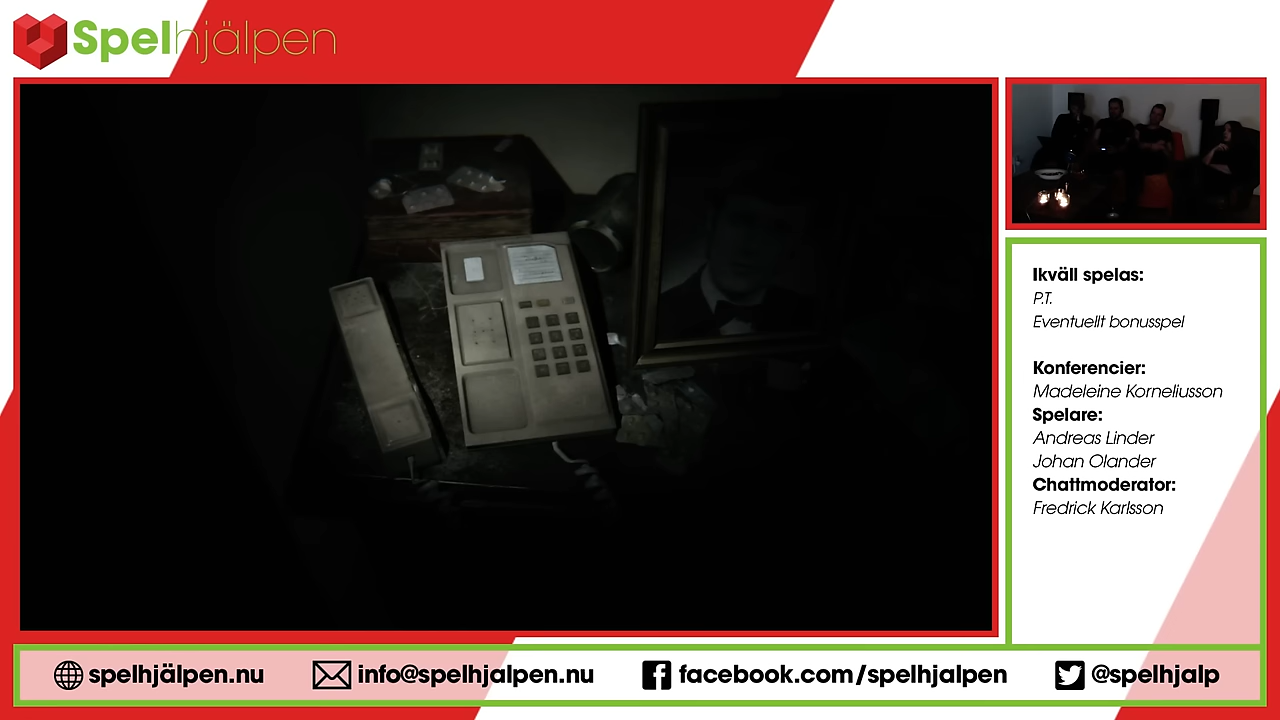 Spelhjälpen
Ikväll spelas:
P.T.
Eventuellt bonusspel
Konferencier:
Madeleine Korneliusson
Spelare:
Andreas Linder
Johan Olander
Chattmoderator:
Fredrick Karlsson
spelhjälpen.nu
info@spelhjalpen.nu
facebook.com/spelhjalpen
@spelhjalp